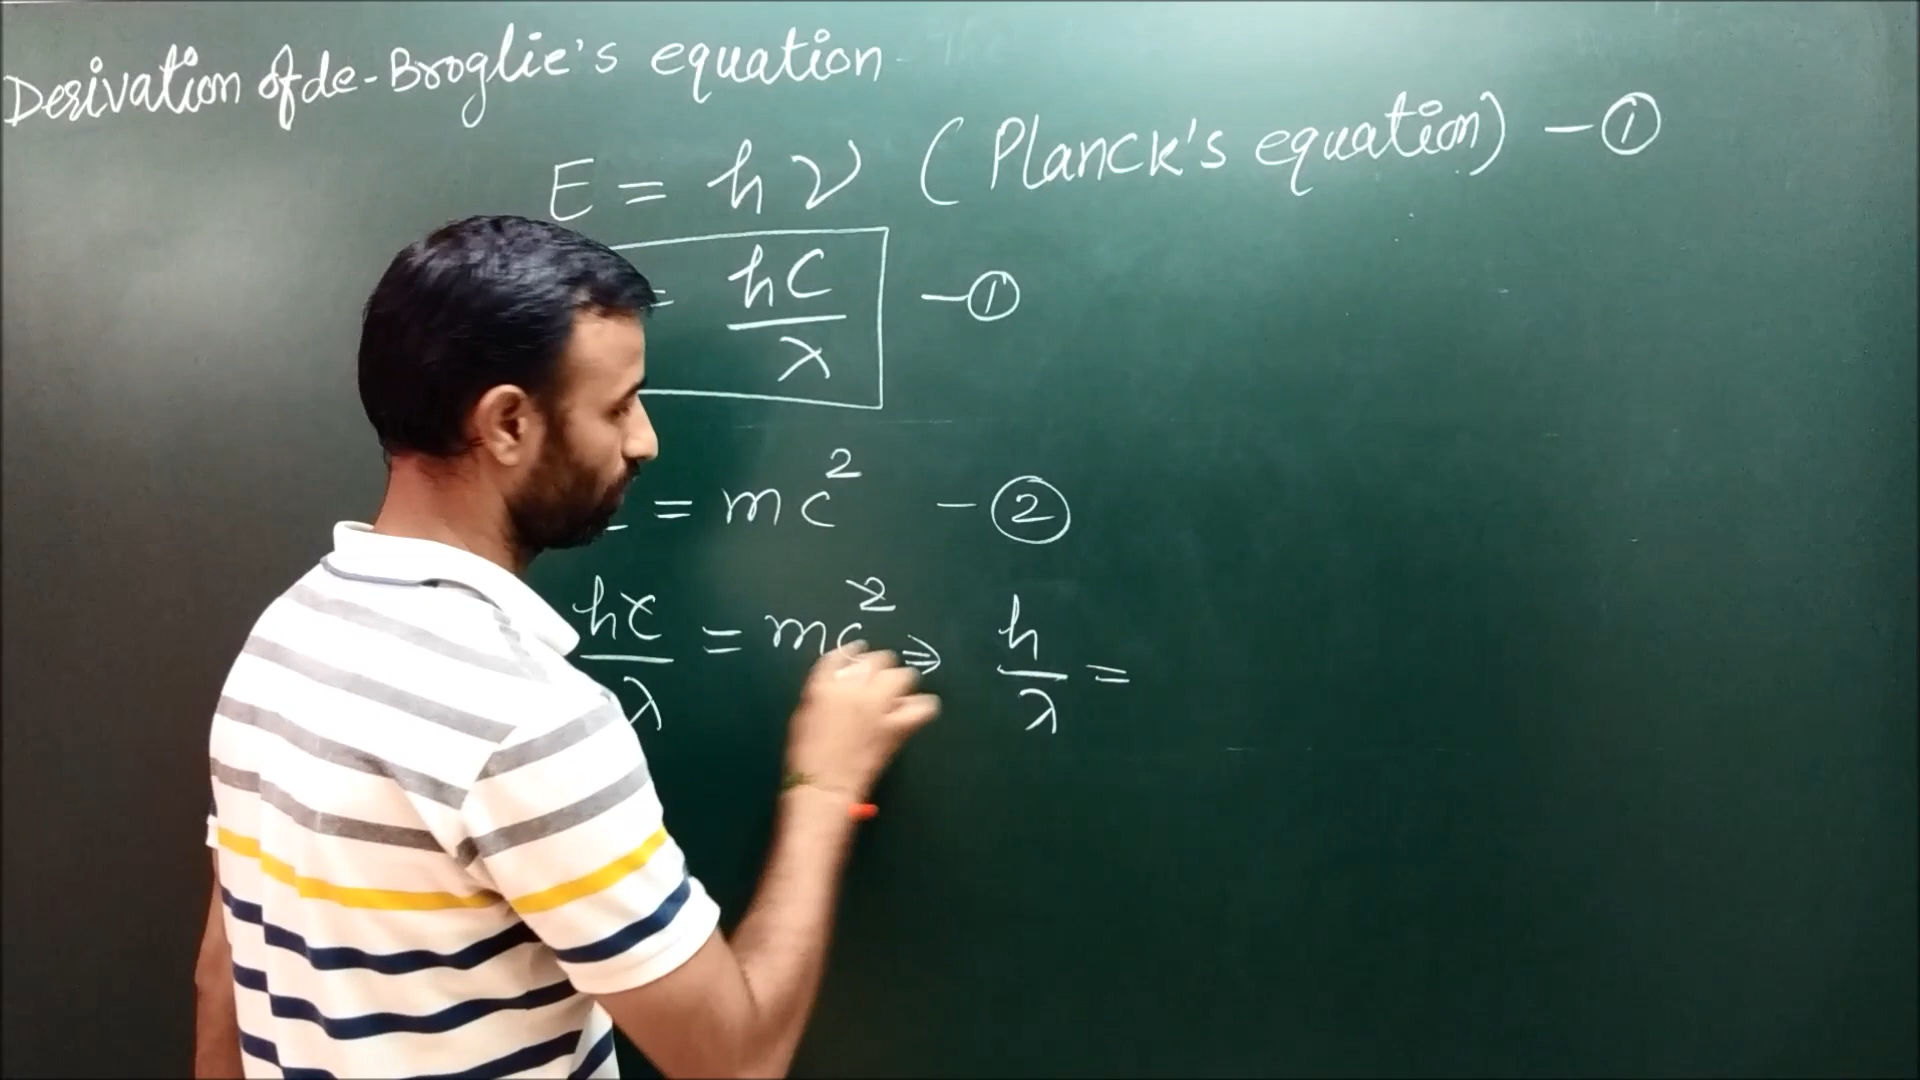 Derivation of de-Broglie's equation
E = hν (Planck's equation) - ①
= hC/λ - ①
= mc² - ②
hc/λ = mc² ⇒ h/λ =